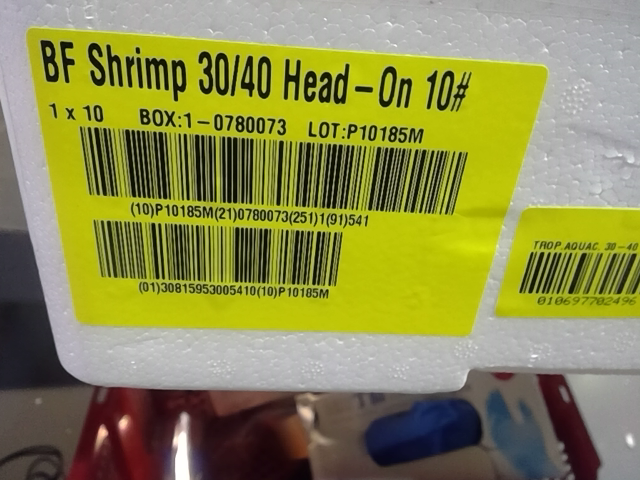 BF Shrimp 30/40 Head-On 10#
1 x 10 BOX:1-0780073 LOT:P10185M
(10)P10185M(21)0780073(251)1(91)541
(01)30815953005410(10)P10185M
TROP.AQUAC. 30-40
010697702496